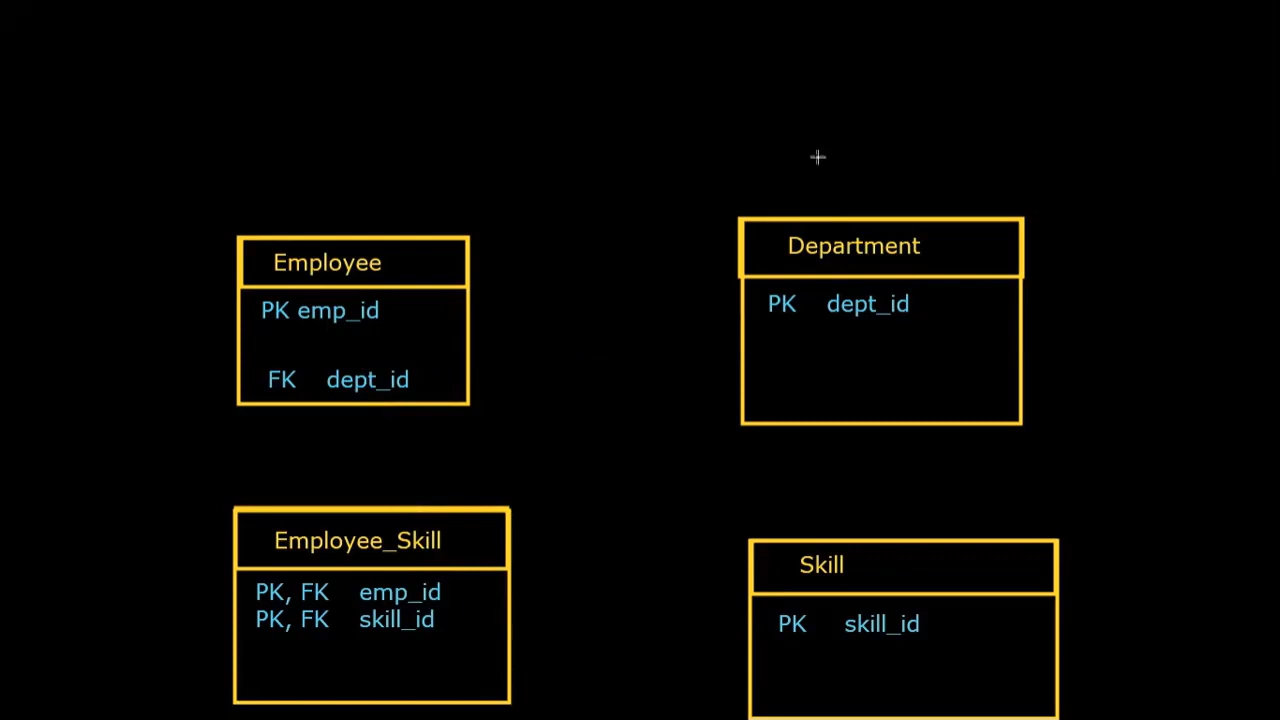 Employee
PK emp_id
FK dept_id
Department
PK dept_id
Employee_Skill
PK, FK emp_id
PK, FK skill_id
Skill
PK skill_id